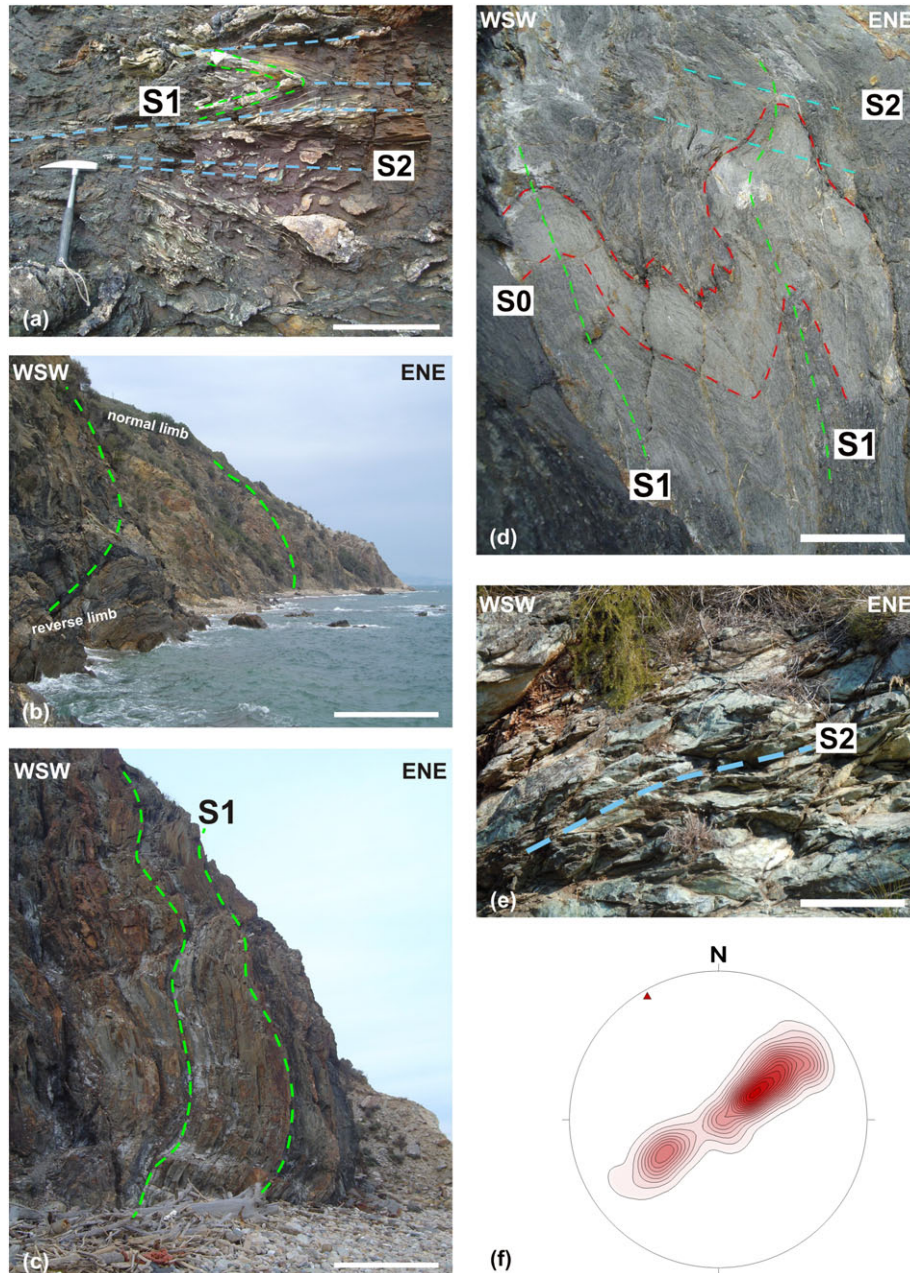 S1
S2
(a)
WSW ENE
normal limb
reverse limb
(b)
WSW ENE
S1
(c)
WSW ENE
S2
S0
S1
S1
(d)
WSW ENE
S2
(e)
N
(f)